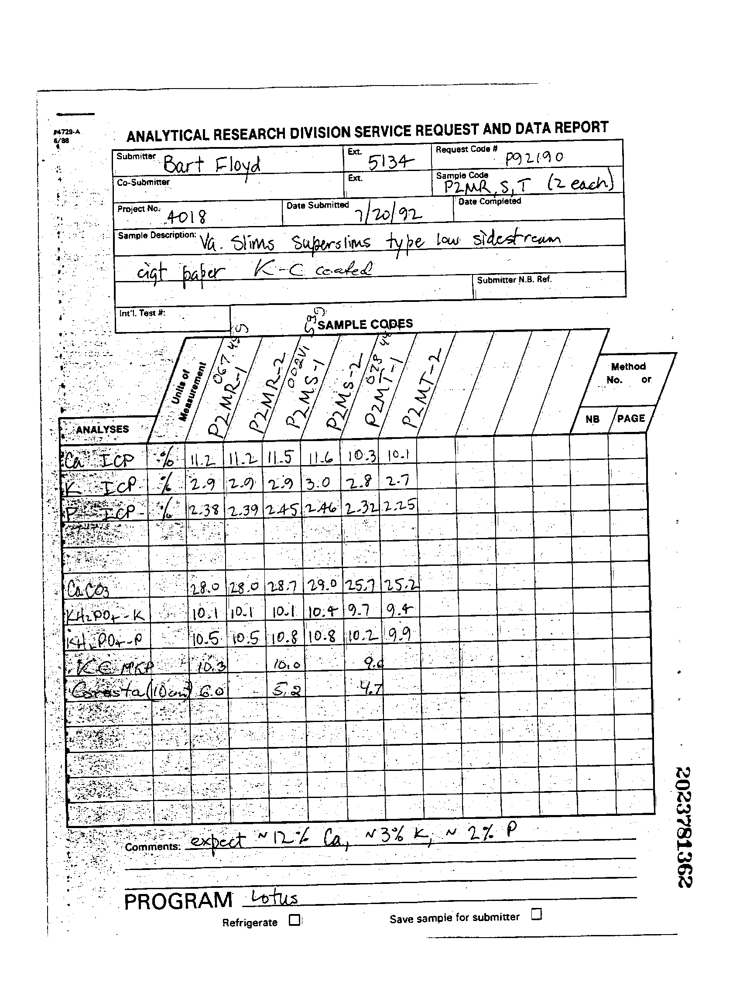 P4729-A
6/88
ANALYTICAL RESEARCH DIVISION SERVICE REQUEST AND DATA REPORT
Submitter Bart Floyd Ext. 5134 Request Code # P92190
Co-Submitter Ext. Sample Code P2MR, S, T (2 each)
Project No. 4018 Date Submitted 7/20/92 Date Completed
Sample Description: Va. Slims Superslims type low sidestream
cigt paper K-C coated
Submitter N.B. Ref.
Int'l. Test #:
SAMPLE CODES
ANALYSES Units of Measurement P2MR-1 P2MR-2 P2MS-1 P2MS-2 P2MT-1 P2MT-2 Method No. or NB PAGE
Ca ICP % 11.2 11.2 11.5 11.6 10.3 10.1
K ICP % 2.9 2.9 2.9 3.0 2.8 2.7
P ICP % 2.38 2.39 2.45 2.46 2.32 2.25
CaCO3 28.0 28.0 28.7 29.0 25.7 25.2
KH2PO4-K 10.1 10.1 10.1 10.4 9.7 9.4
KH2PO4-P 10.5 10.5 10.8 10.8 10.2 9.9
KC MKP 10.3 10.0 9.6
Coresta (10cm) 6.0 5.2 4.7
Comments: expect ~12% Ca, ~3% K, ~ 2% P
PROGRAM Lotus
Refrigerate Save sample for submitter
2023781362